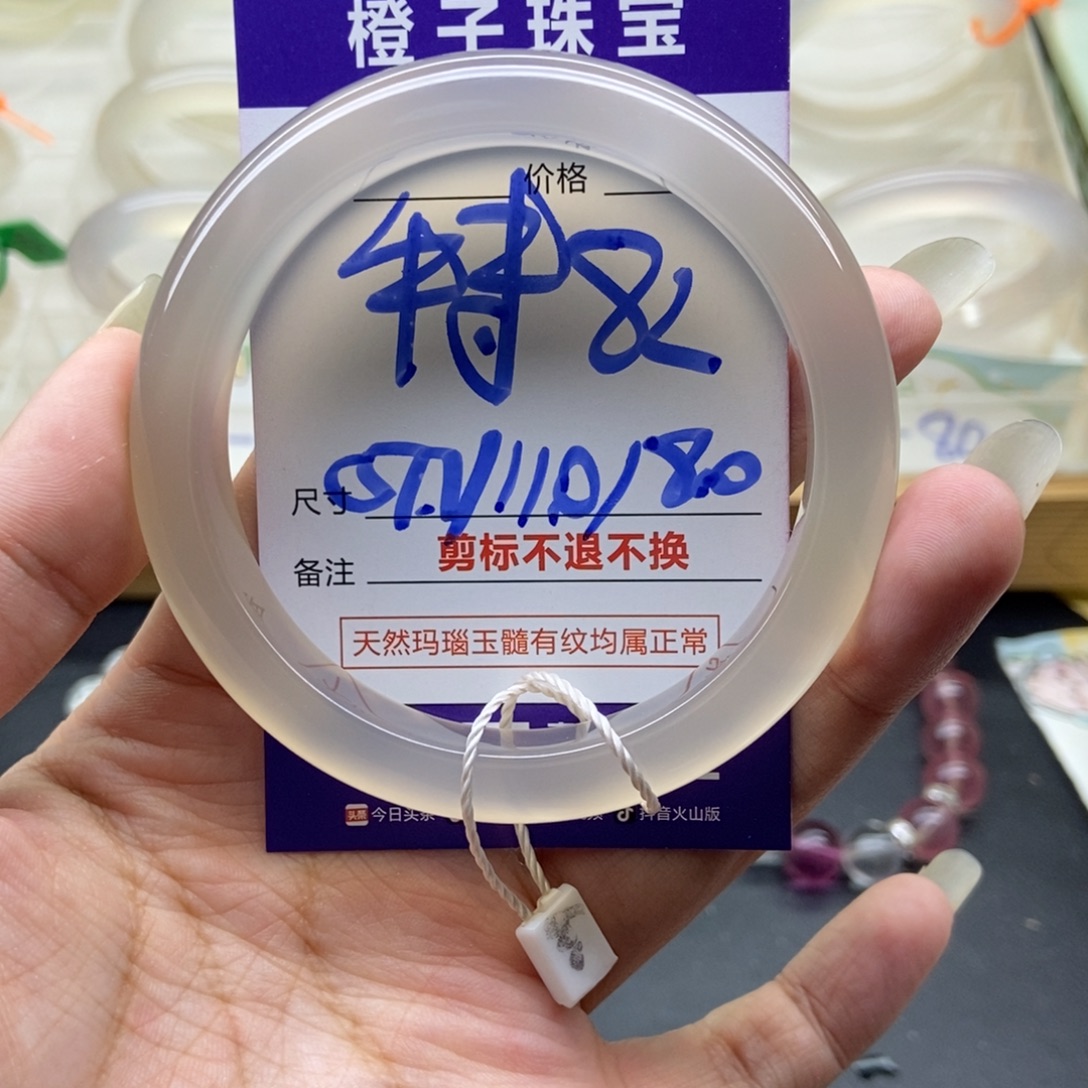 橙子珠宝
价格
特82
尺寸 57.1/11.0/8.0
剪标不退不换
备注
天然玛瑙玉髓有纹均属正常
今日头条 抖音火山版
80